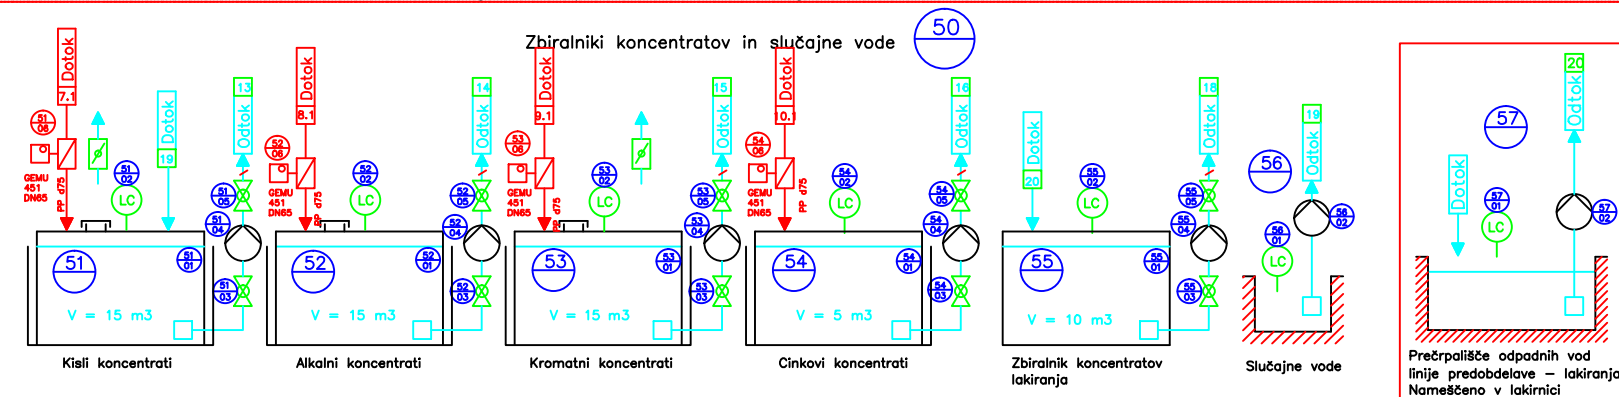 Zbiralniki koncentratov in slučajne vode
50
7.1 Dotok
51
06
GEMU
451
DN65
PP d75
51
02
LC
19 Dotok
13
Odtok
51
05
51
04
51
51
01
51
03
V = 15 m3
Kisli koncentrati
8.1 Dotok
52
06
GEMU
451
DN65
PP d75
52
02
LC
14
Odtok
52
05
52
04
52
52
01
52
03
V = 15 m3
Alkalni koncentrati
9.1 Dotok
53
06
GEMU
451
DN65
PP d75
53
02
LC
15
Odtok
53
05
53
04
53
53
01
53
03
V = 15 m3
Kromatni koncentrati
10.1 Dotok
54
06
GEMU
451
DN65
PP d75
54
02
LC
16
Odtok
54
05
54
04
54
54
01
54
03
V = 5 m3
Cinkovi koncentrati
20 Dotok
55
02
LC
18
Odtok
55
05
55
04
55
55
01
55
03
V = 10 m3
Zbiralnik koncentratov
lakiranja
56
19
Odtok
56
02
56
01
LC
Slučajne vode
57
20
Odtok
Dotok
57
01
LC
57
02
Prečrpališče odpadnih vod
linije predobdelave – lakiranja
Nameščeno v lakirnici